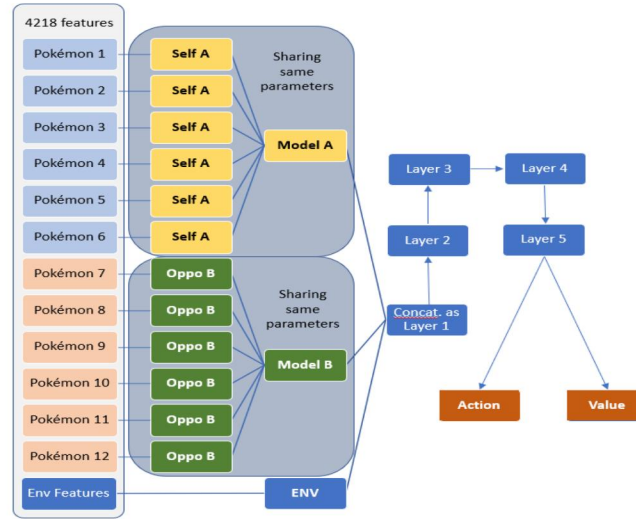 4218 features
Pokémon 1
Pokémon 2
Pokémon 3
Pokémon 4
Pokémon 5
Pokémon 6
Pokémon 7
Pokémon 8
Pokémon 9
Pokémon 10
Pokémon 11
Pokémon 12
Env Features
Self A
Self A
Self A
Self A
Self A
Self A
Oppo B
Oppo B
Oppo B
Oppo B
Oppo B
Oppo B
Sharing
same
parameters
Model A
Sharing
same
parameters
Model B
ENV
Concat. as
Layer 1
Layer 2
Layer 3
Layer 4
Layer 5
Action
Value